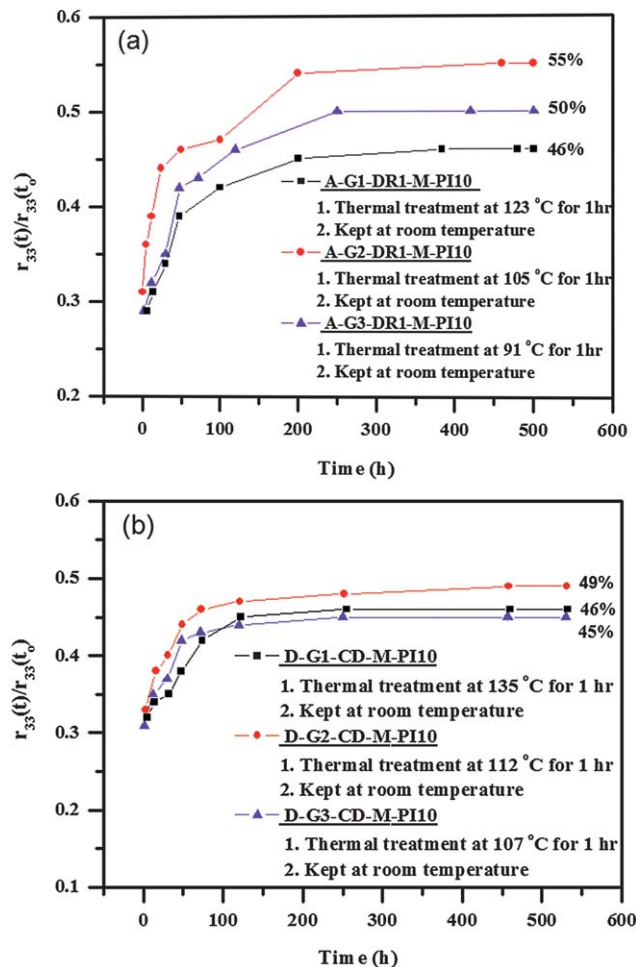 (a)
0.6
0.5
0.4
0.3
0.2
r33(t)/r33(to)
55%
50%
46%
A-G1-DR1-M-PI10
1. Thermal treatment at 123 °C for 1hr
2. Kept at room temperature
A-G2-DR1-M-PI10
1. Thermal treatment at 105 °C for 1hr
2. Kept at room temperature
A-G3-DR1-M-PI10
1. Thermal treatment at 91 °C for 1hr
2. Kept at room temperature
0 100 200 300 400 500 600
Time (h)
(b)
0.6
0.5
0.4
0.3
0.2
0.1
r33(t)/r33(to)
49%
46%
45%
D-G1-CD-M-PI10
1. Thermal treatment at 135 °C for 1 hr
2. Kept at room temperature
D-G2-CD-M-PI10
1. Thermal treatment at 112 °C for 1 hr
2. Kept at room temperature
D-G3-CD-M-PI10
1. Thermal treatment at 107 °C for 1 hr
2. Kept at room temperature
0 100 200 300 400 500 600
Time (h)